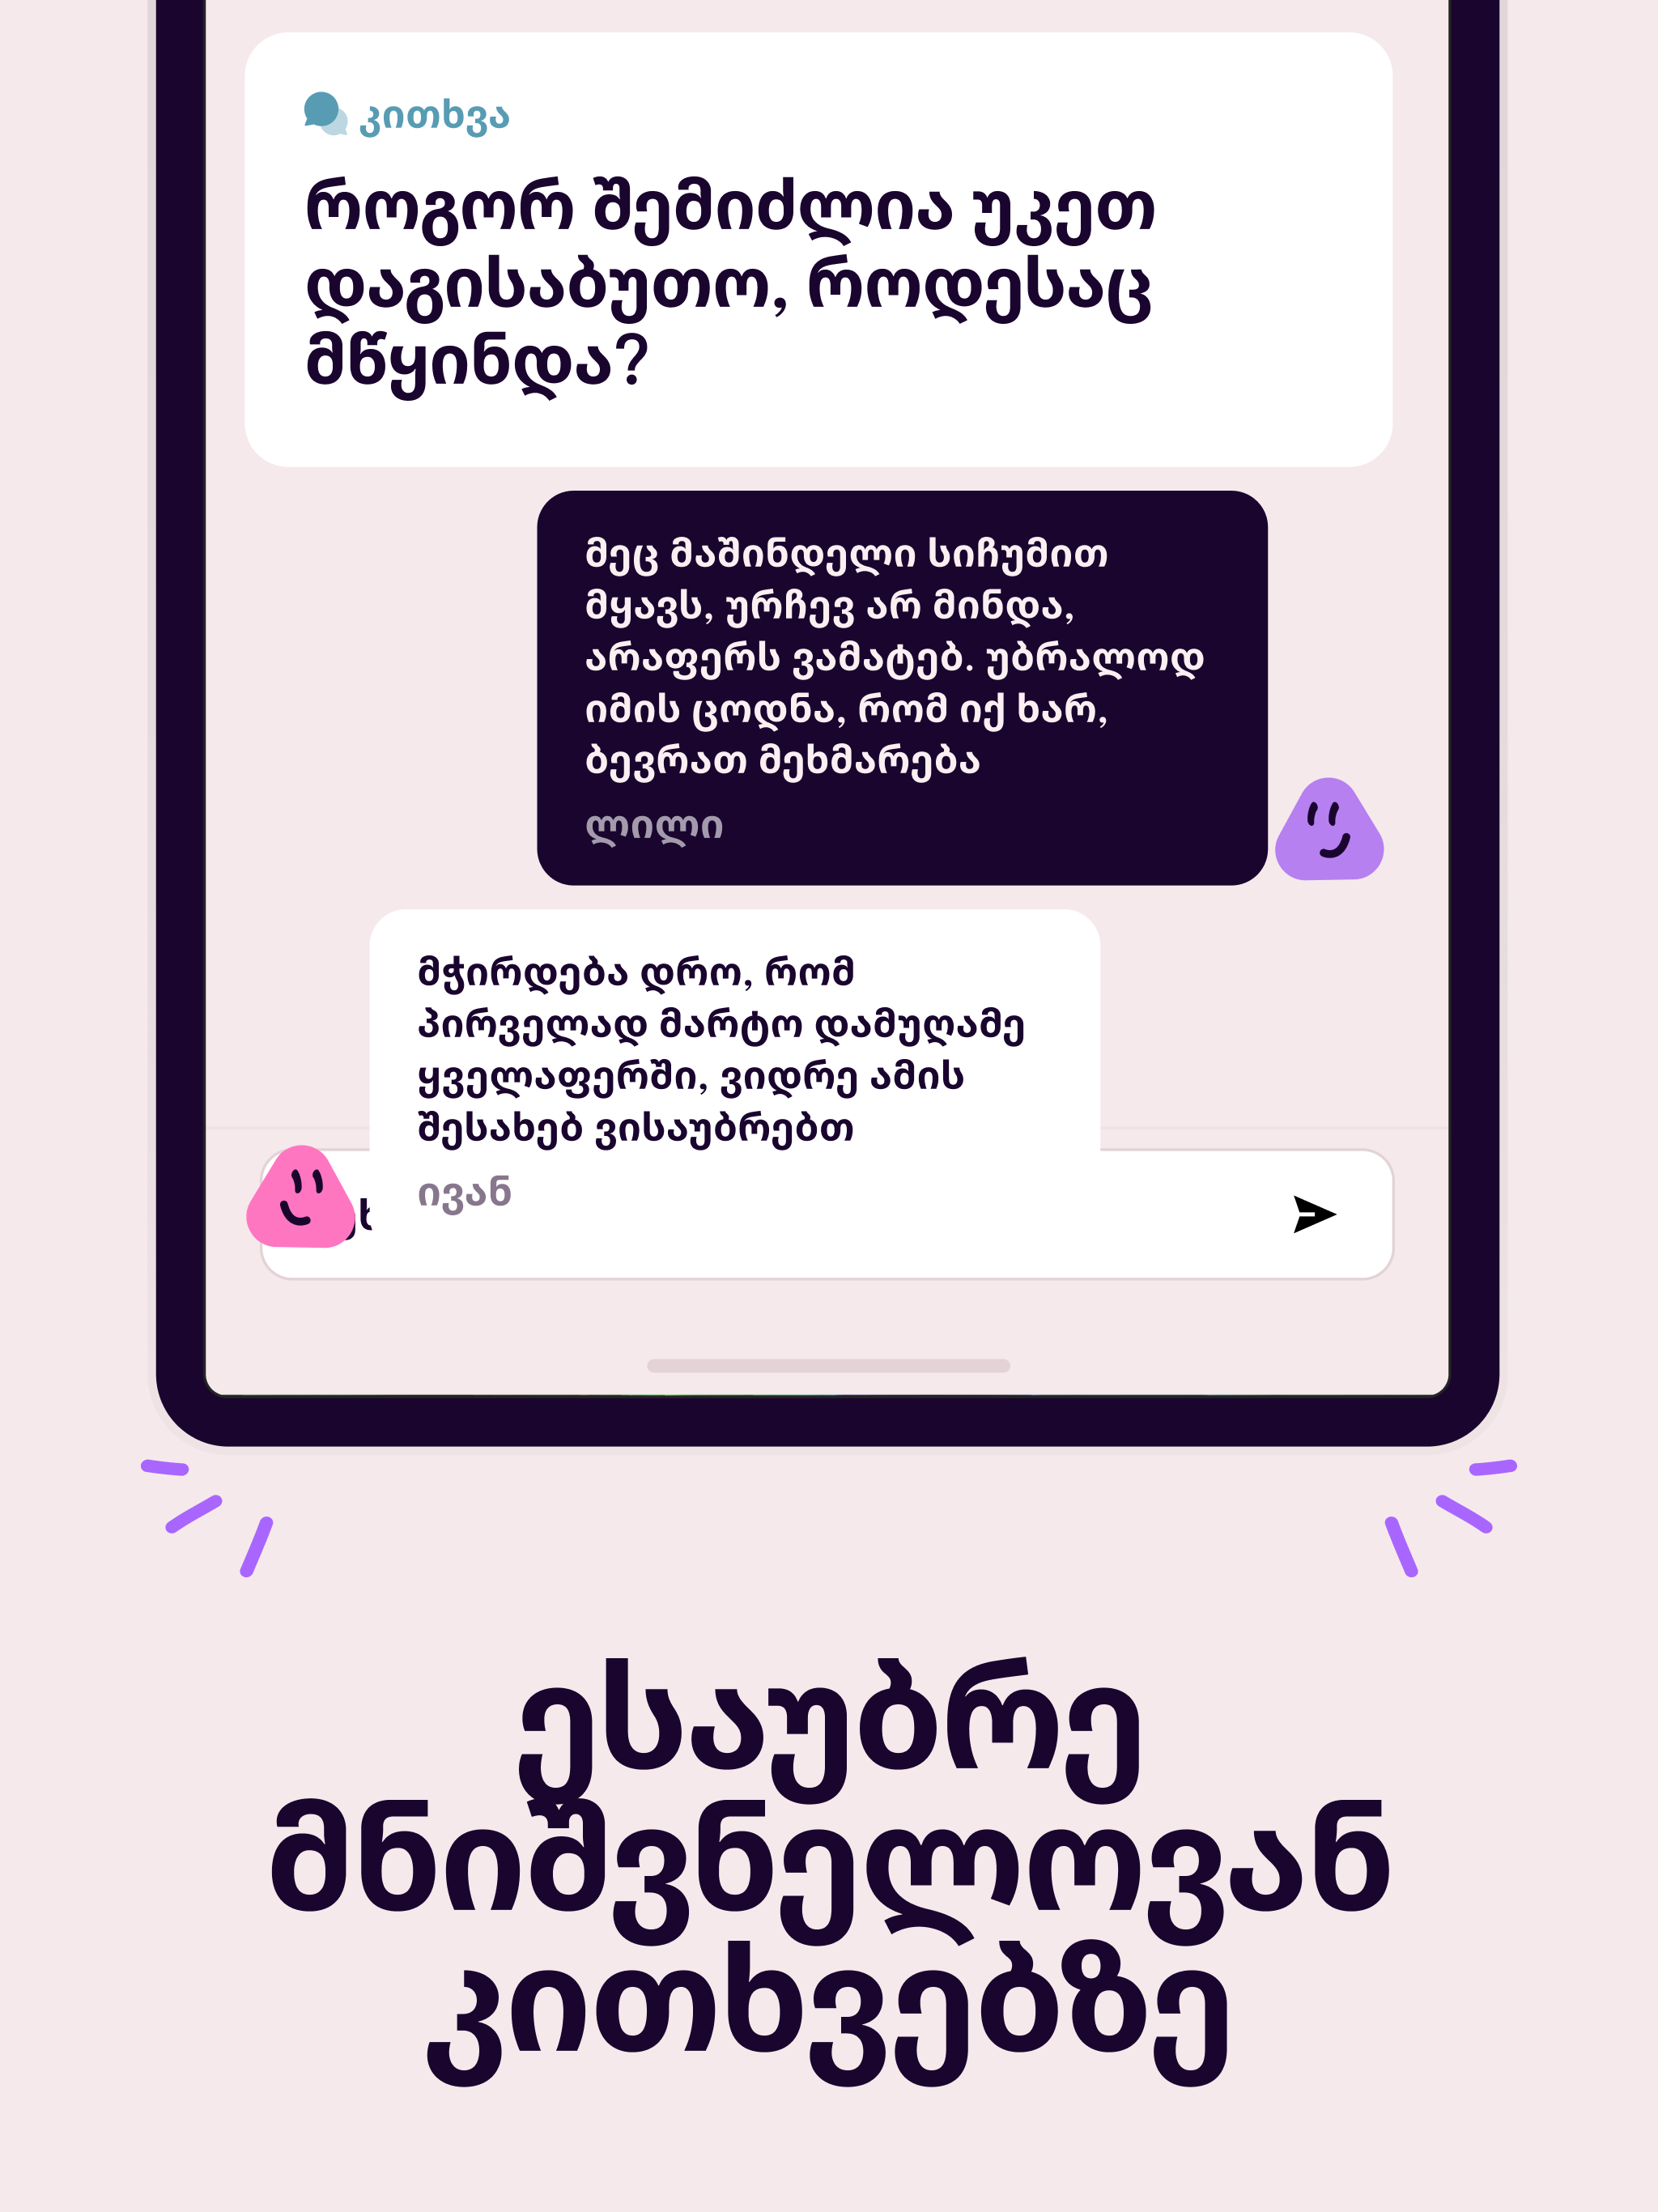 კითხვა
როგორ შემიძლია უკეთ
დაგისაბუთო, როდესაც
მწყინდა?
მეც მაშინდელი სიჩუმით
მყავს, ურჩევ არ მინდა,
არაფერს ვამატებ. უბრალოდ
იმის ცოდნა, რომ იქ ხარ,
ბევრათ მეხმარება
ლილი
მჭირდება დრო, რომ
პირველად მარტო დამუღამე
ყველაფერში, ვიდრე ამის
შესახებ ვისაუბრებთ
ივან
ესაუბრე
მნიშვნელოვან
კითხვებზე